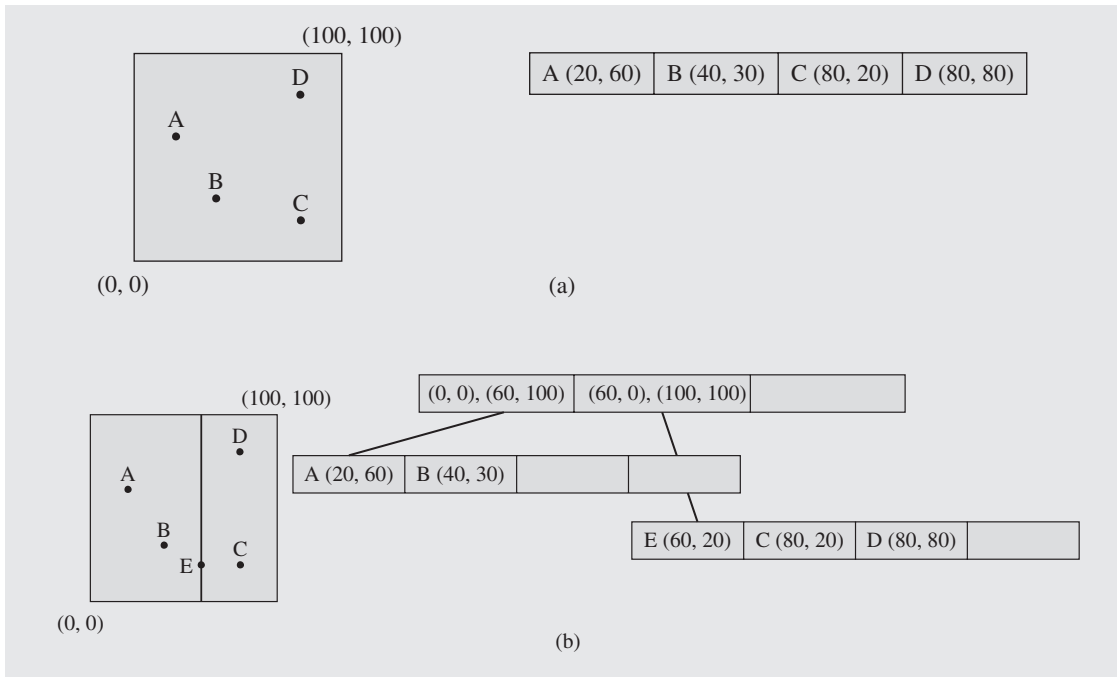 (100, 100)
D
A
B
C
(0, 0)
A (20, 60) B (40, 30) C (80, 20) D (80, 80)
(a)
(100, 100)
D
A
B
E
C
(0, 0)
(0, 0), (60, 100) (60, 0), (100, 100)
A (20, 60) B (40, 30)
E (60, 20) C (80, 20) D (80, 80)
(b)